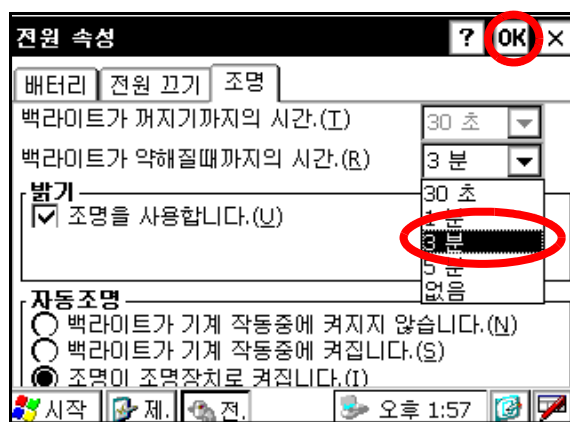 전원 속성 ? OK ×
배터리 전원 끄기 조명
백라이트가 꺼지기까지의 시간.(T) 30 초
백라이트가 약해질때까지의 시간.(R) 3 분
밝기
조명을 사용합니다.(U)
30 초
1 분
3 분
5 분
없음
자동조명
백라이트가 기계 작동중에 켜지지 않습니다.(N)
백라이트가 기계 작동중에 켜집니다.(S)
조명이 조명장치로 켜집니다.(I)
시작 제. 전. 오후 1:57